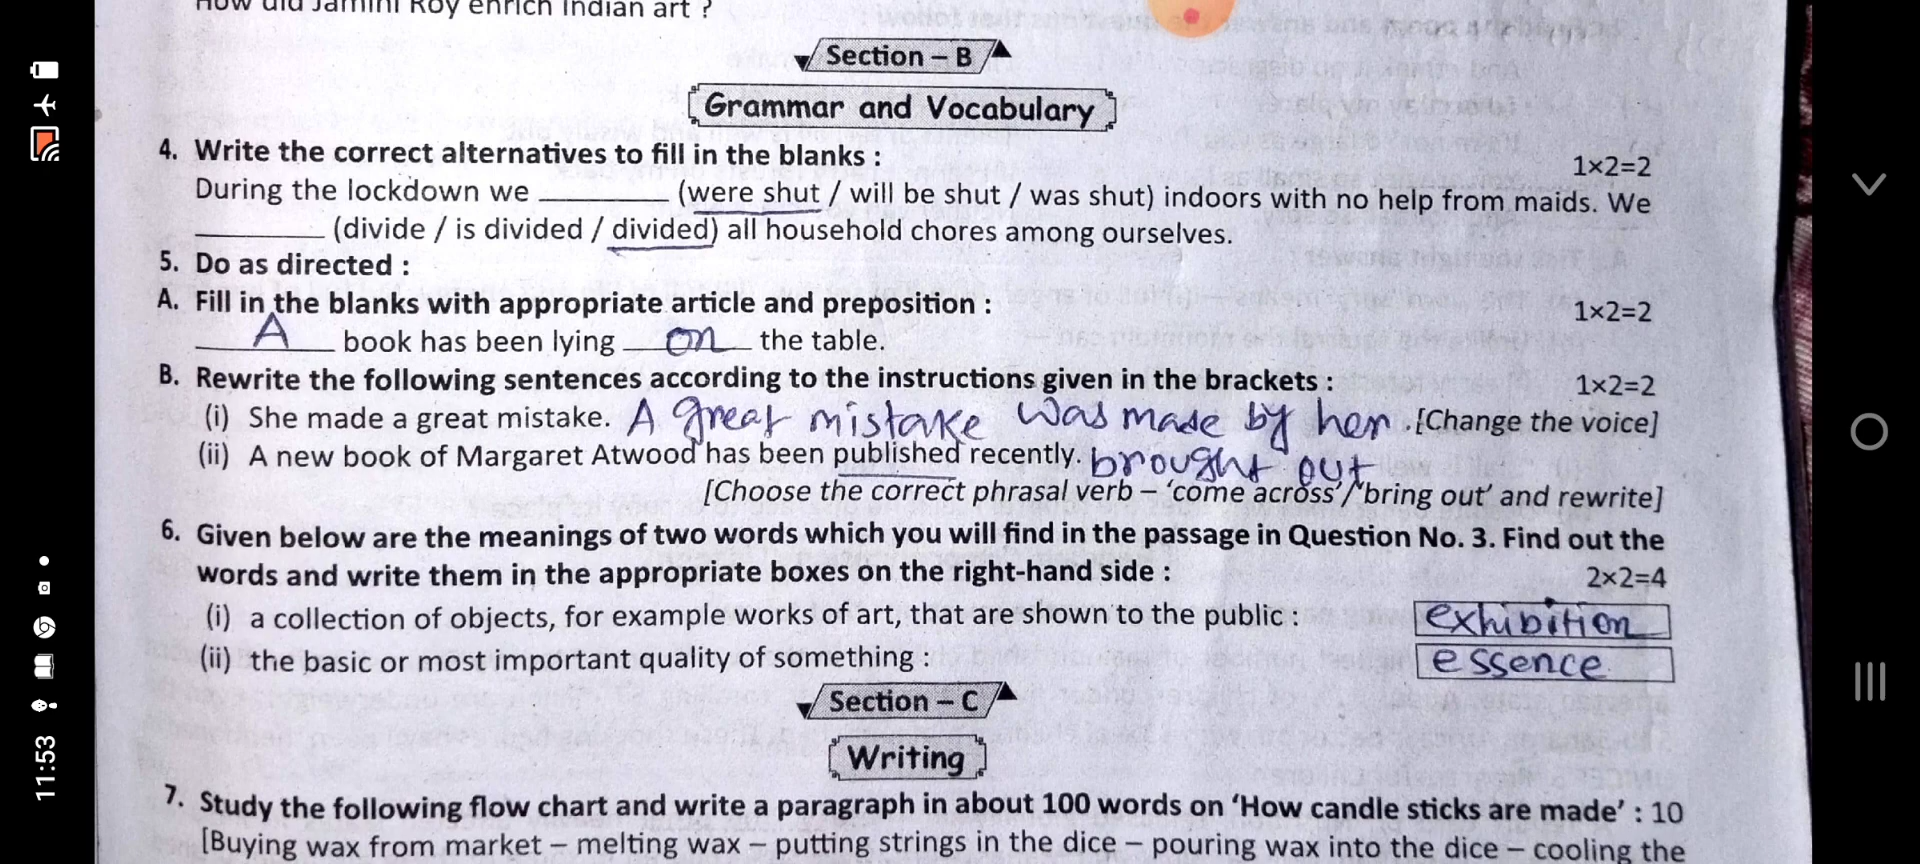 How did Jamini Roy enrich Indian art ?
Section – B
Grammar and Vocabulary
4. Write the correct alternatives to fill in the blanks : 1×2=2
During the lockdown we ________ (were shut / will be shut / was shut) indoors with no help from maids. We
________ (divide / is divided / divided) all household chores among ourselves.
5. Do as directed :
A. Fill in the blanks with appropriate article and preposition : 1×2=2
A book has been lying on the table.
B. Rewrite the following sentences according to the instructions given in the brackets : 1×2=2
(i) She made a great mistake. A great mistake was made by her. [Change the voice]
(ii) A new book of Margaret Atwood has been published recently. brought out
[Choose the correct phrasal verb – ‘come across’/‘bring out’ and rewrite]
6. Given below are the meanings of two words which you will find in the passage in Question No. 3. Find out the
words and write them in the appropriate boxes on the right-hand side : 2×2=4
(i) a collection of objects, for example works of art, that are shown to the public : exhibition
(ii) the basic or most important quality of something essence
Section – C
Writing
7. Study the following flow chart and write a paragraph in about 100 words on ‘How candle sticks are made’ : 10
[Buying wax from market – melting wax – putting strings in the dice – pouring wax into the dice – cooling the
11:53